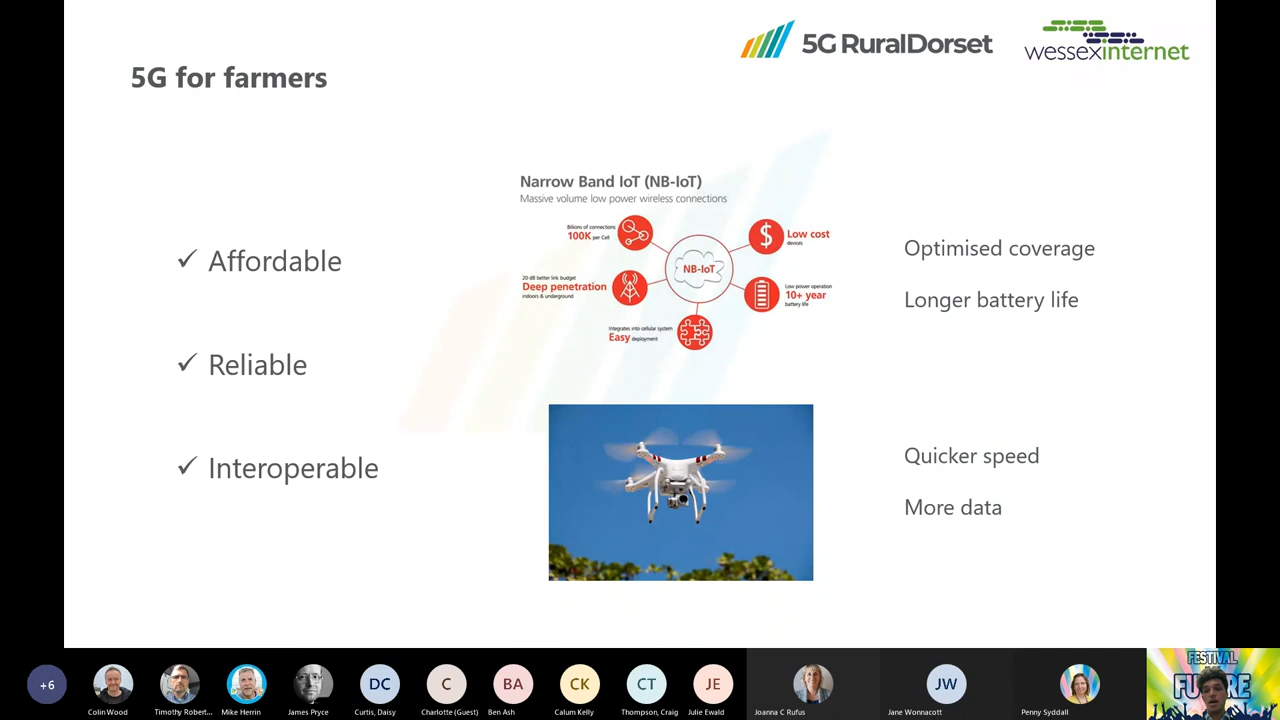 5G RuralDorset
wessexinternet
5G for farmers
Narrow Band IoT (NB-IoT)
Massive volume low power wireless connections
Billions of connections
100K per Cell
Low cost
devices
NB-IoT
20 dB better link budget
Deep penetration
indoors & underground
Low power operation
10+ year
battery life
Integrates into cellular system
Easy deployment
✓ Affordable
✓ Reliable
✓ Interoperable
Optimised coverage
Longer battery life
Quicker speed
More data
+6
DC
C
BA
CK
CT
JE
JW
FESTIVAL
FUTURE
Colin Wood
Timothy Robert...
Mike Herrin
James Pryce
Curtis, Daisy
Charlotte (Guest)
Ben Ash
Calum Kelly
Thompson, Craig
Julie Ewald
Joanna C Rufus
Jane Wonnacott
Penny Syddall